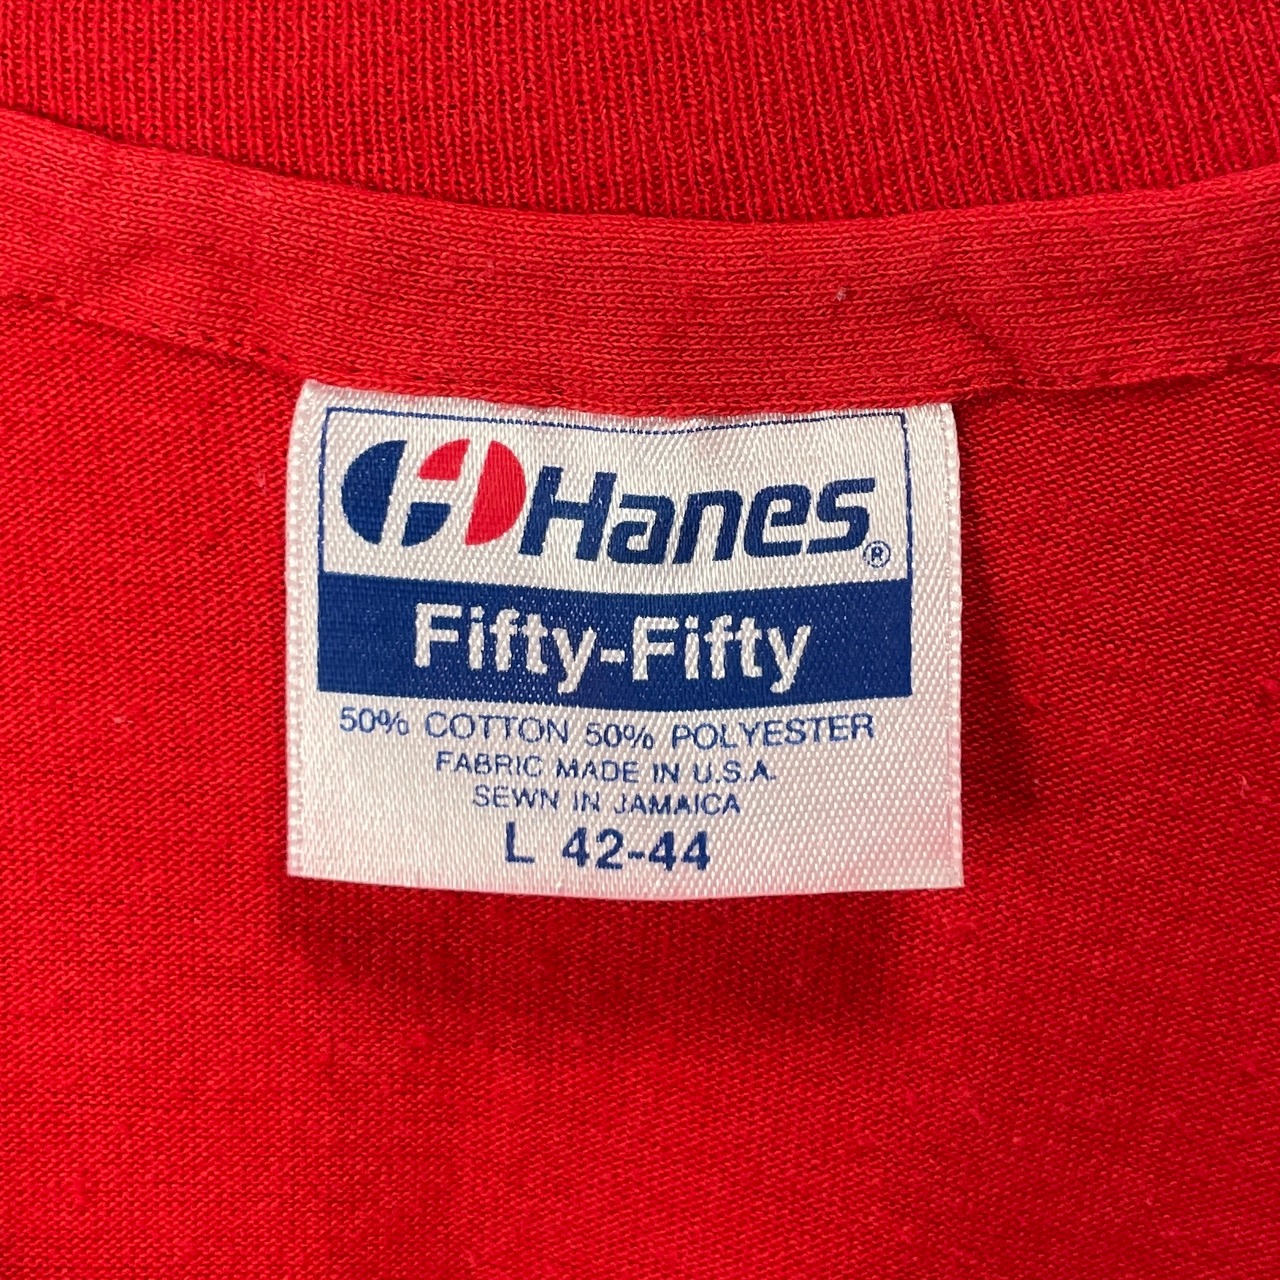 Hanes®
Fifty-Fifty
50% COTTON 50% POLYESTER
FABRIC MADE IN U.S.A.
SEWN IN JAMAICA
L 42-44